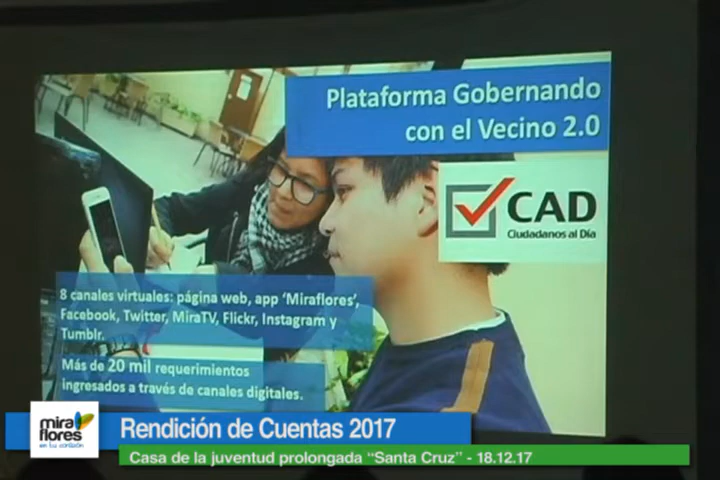 Plataforma Gobernando
con el Vecino 2.0
CAD
Ciudadanos al Día
8 canales virtuales: página web, app ‘Miraflores’,
Facebook, Twitter, MiraTV, Flickr, Instagram y
Tumblr.
Más de 20 mil requerimientos
ingresados a través de canales digitales.
mira
flores
en tu corazón
Rendición de Cuentas 2017
Casa de la juventud prolongada “Santa Cruz” - 18.12.17